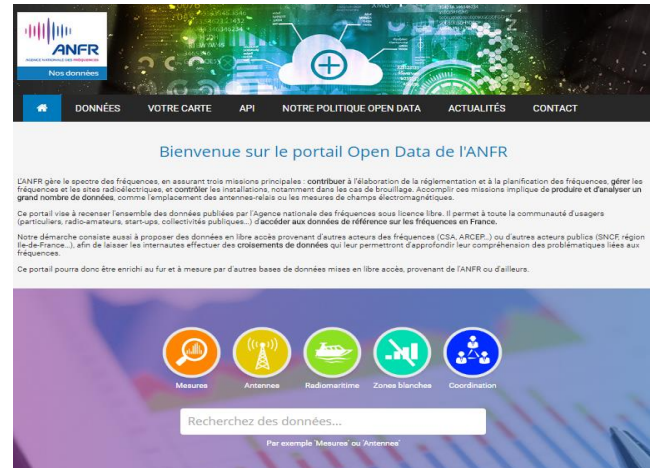 ANFR
AGENCE NATIONALE DES FRÉQUENCES
Nos données
DONNÉES VOTRE CARTE API NOTRE POLITIQUE OPEN DATA ACTUALITÉS CONTACT
Bienvenue sur le portail Open Data de l'ANFR
L'ANFR gère le spectre des fréquences, en assurant trois missions principales : contribuer à l'élaboration de la réglementation et à la planification des fréquences, gérer les
fréquences et les sites radioélectriques, et contrôler les installations, notamment dans les cas de brouillage. Accomplir ces missions implique de produire et d'analyser un
grand nombre de données, comme l'emplacement des antennes-relais ou les mesures de champs électromagnétiques.
Ce portail vise à recenser l'ensemble des données publiées par l'Agence nationale des fréquences sous licence libre. Il permet à toute la communauté d'usagers
(particuliers, radio-amateurs, start-ups, collectivités publiques...) d'accéder aux données de référence sur les fréquences en France.
Notre démarche consiste aussi à proposer des données en libre accès provenant d'autres acteurs des fréquences (CSA, ARCEP...) ou d'autres acteurs publics (SNCF, région
Ile-de-France...), afin de laisser les internautes effectuer des croisements de données qui leur permettront d'approfondir leur compréhension des problématiques liées aux
fréquences.
Ce portail pourra donc être enrichi au fur et à mesure par d'autres bases de données mises en libre accès, provenant de l'ANFR ou d'ailleurs.
Mesures Antennes Radiomaritime Zones blanches Coordination
Recherchez des données...
Par exemple 'Mesures' ou 'Antennes'